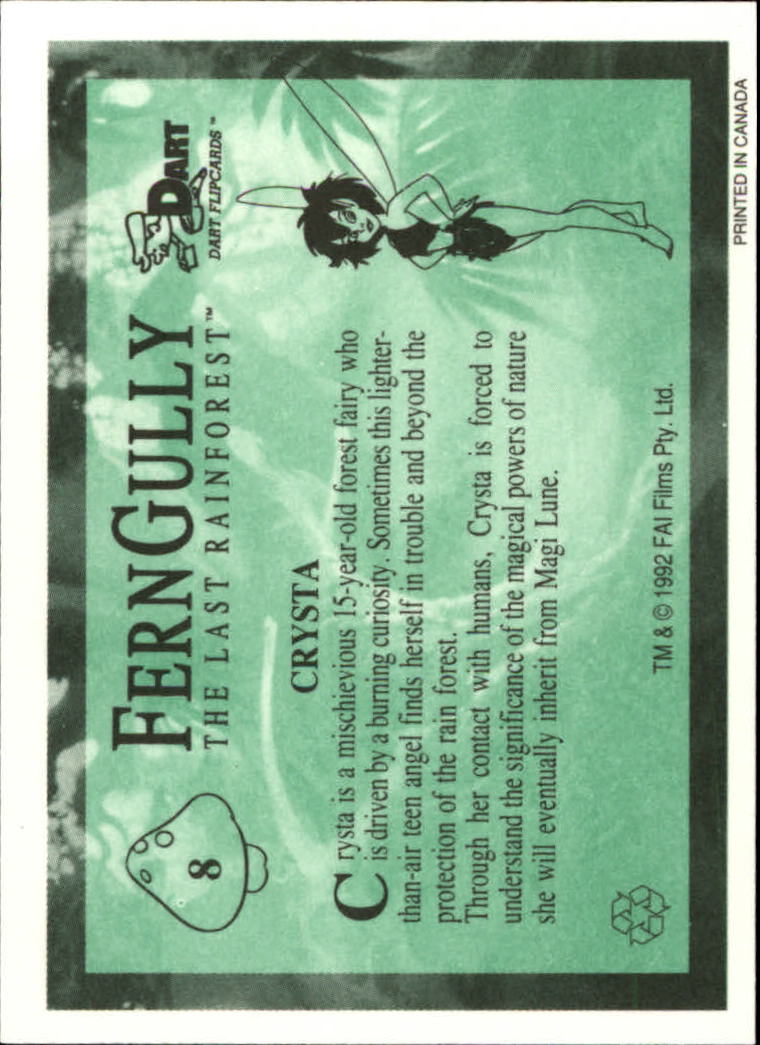 8
FERNGULLY
THE LAST RAINFOREST™
DART
DART FLIPCARDS™
CRYSTA
Crysta is a mischievious 15-year-old forest fairy who
is driven by a burning curiosity. Sometimes this lighter-
than-air teen angel finds herself in trouble and beyond the
protection of the rain forest.
Through her contact with humans, Crysta is forced to
understand the significance of the magical powers of nature
she will eventually inherit from Magi Lune.
TM & © 1992 FAI Films Pty. Ltd.
PRINTED IN CANADA